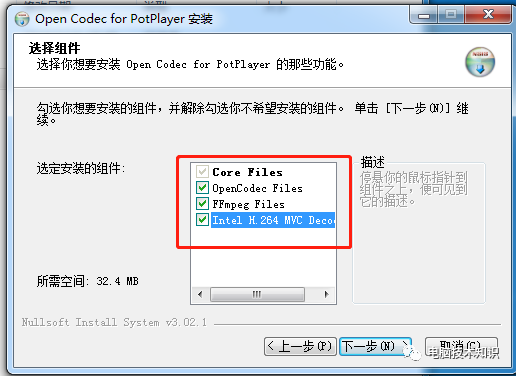 Open Codec for PotPlayer 安装
选择组件
选择你想要安装 Open Codec for PotPlayer 的那些功能。
勾选你想要安装的组件，并解除勾选你不希望安装的组件。 单击 [下一步(N)] 继
续。
选定安装的组件:
Core Files
OpenCodec Files
FFmpeg Files
Intel H.264 MVC Deco
描述
停悬你的鼠标指针到
组件之上，便可见到
它的描述。
所需空间: 32.4 MB
Nullsoft Install System v3.02.1
< 上一步(P)
下一步(N) >
取消(C)
电脑技术知识